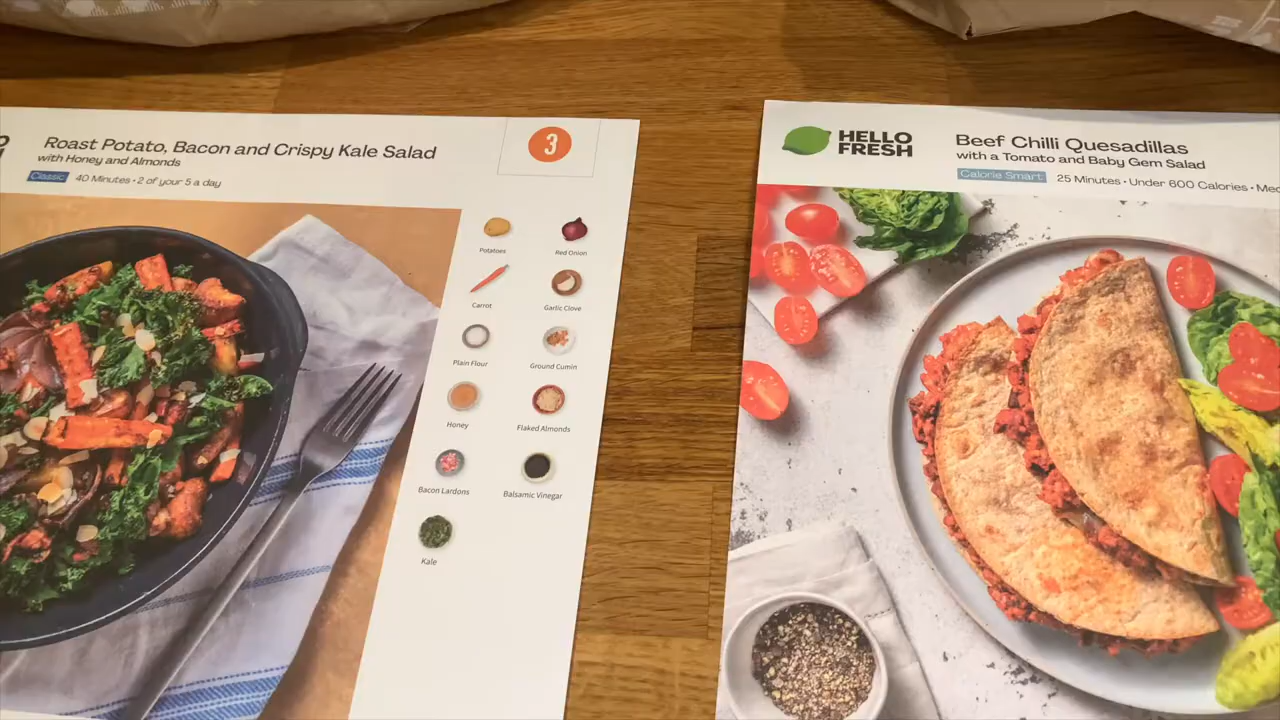 Roast Potato, Bacon and Crispy Kale Salad
with Honey and Almonds
Classic 40 Minutes • 2 of your 5 a day
3
Potatoes
Red Onion
Carrot
Garlic Clove
Plain Flour
Ground Cumin
Honey
Flaked Almonds
Bacon Lardons
Balsamic Vinegar
Kale
HELLO
FRESH
Beef Chilli Quesadillas
with a Tomato and Baby Gem Salad
Calorie Smart 25 Minutes • Under 600 Calories •